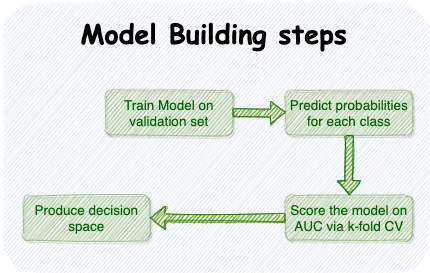 Model Building steps
Train Model on
validation set
Predict probabilities
for each class
Score the model on
AUC via k-fold CV
Produce decision
space